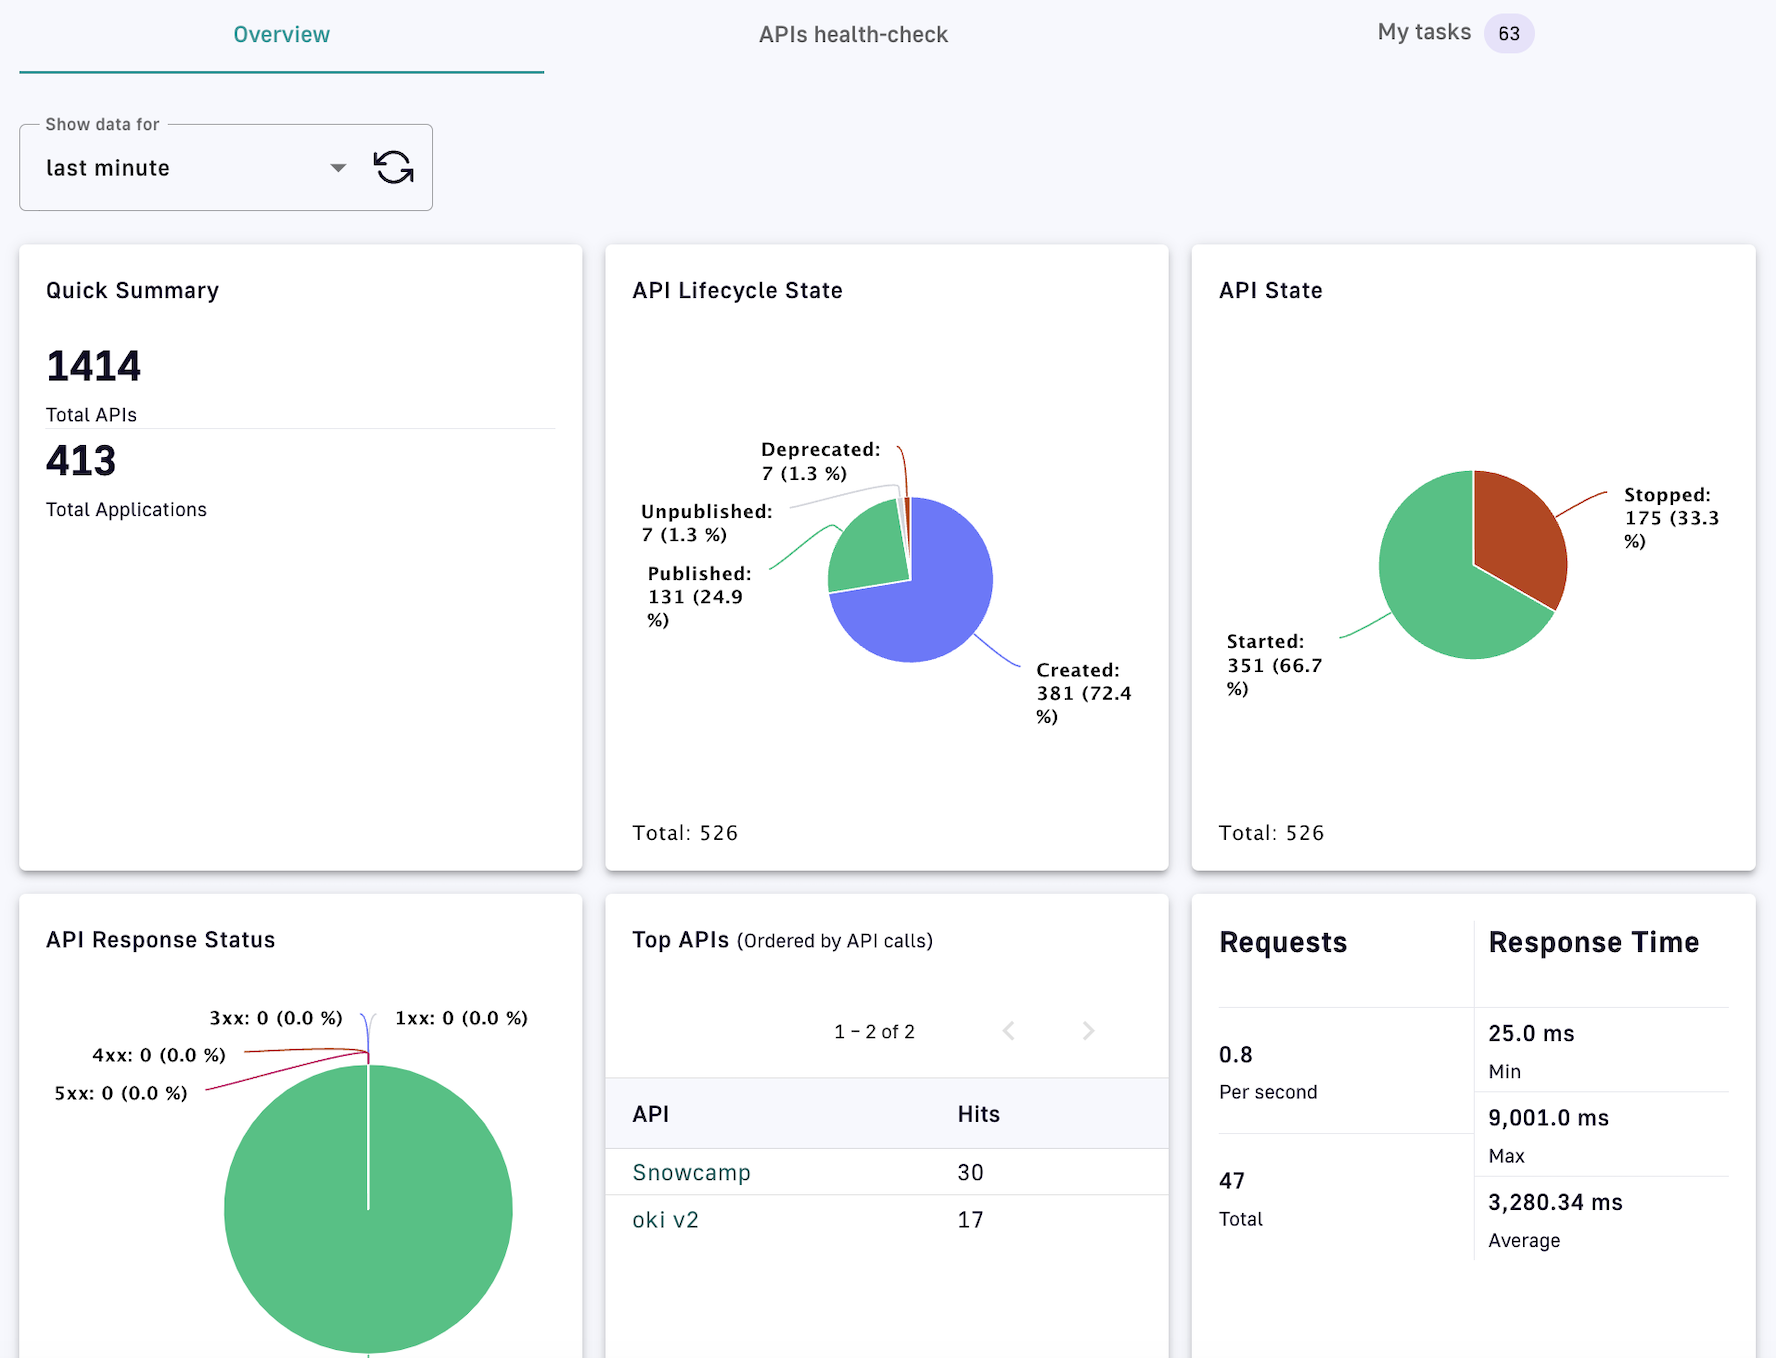 Overview
APIs health-check
My tasks 63
Show data for
last minute
Quick Summary
1414
Total APIs
413
Total Applications
API Lifecycle State
Deprecated:
7 (1.3 %)
Unpublished:
7 (1.3 %)
Published:
131 (24.9
%)
Created:
381 (72.4
%)
Total: 526
API State
Stopped:
175 (33.3
%)
Started:
351 (66.7
%)
Total: 526
API Response Status
3xx: 0 (0.0 %)
1xx: 0 (0.0 %)
4xx: 0 (0.0 %)
5xx: 0 (0.0 %)
Top APIs (Ordered by API calls)
1 – 2 of 2
API Hits
Snowcamp 30
oki v2 17
Requests
0.8
Per second
47
Total
Response Time
25.0 ms
Min
9,001.0 ms
Max
3,280.34 ms
Average